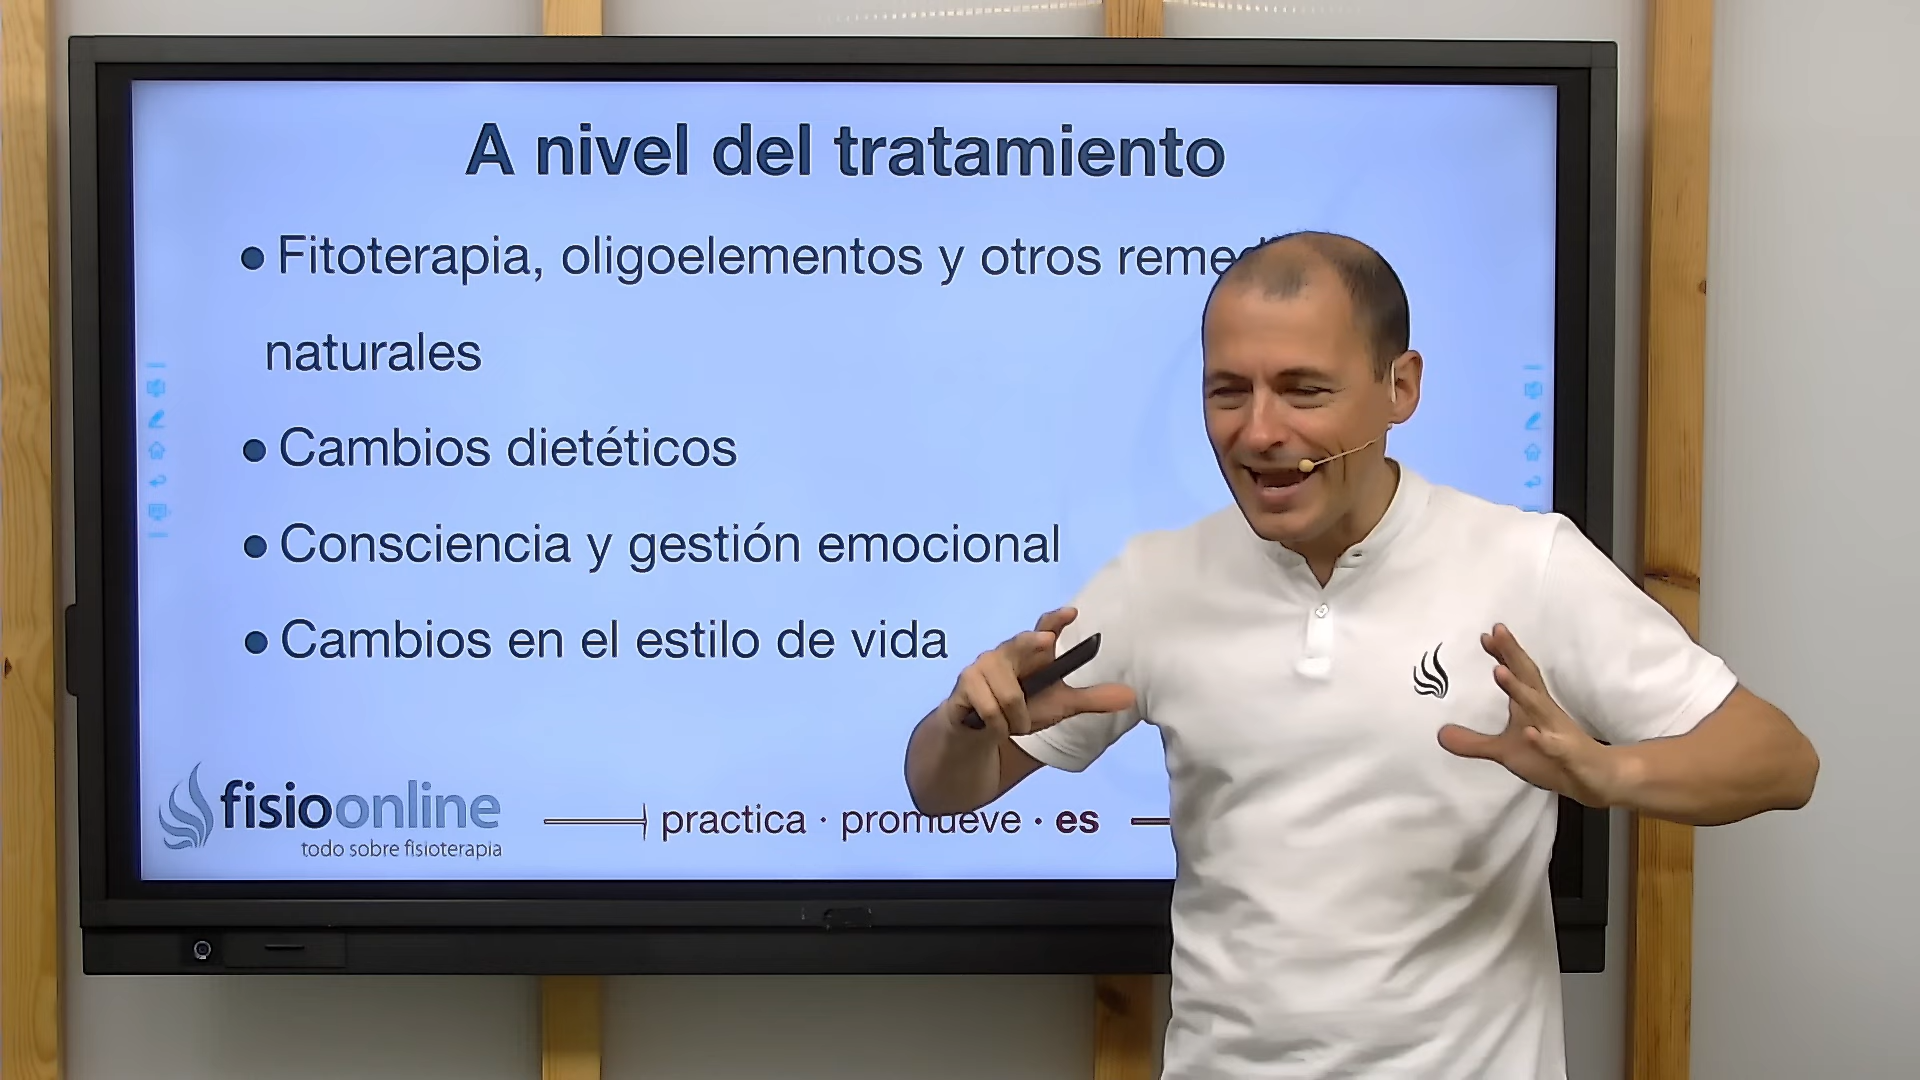 A nivel del tratamiento
• Fitoterapia, oligoelementos y otros
naturales
• Cambios dietéticos
• Consciencia y gestión emocional
• Cambios en el estilo de vida
fisioonline
todo sobre fisioterapia
practica · promueve · es